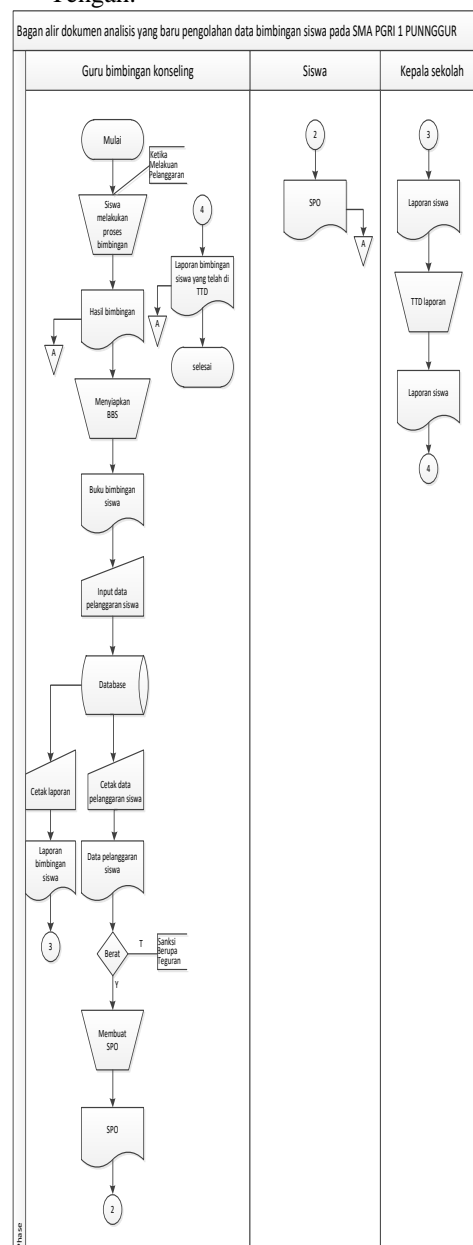 Tengah.
Bagan alir dokumen analisis yang baru pengolahan data bimbingan siswa pada SMA PGRI 1 PUNNGGUR
Guru bimbingan konseling
Siswa
Kepala sekolah
Mulai
Ketika
Melakuan
Pelanggaran
Siswa
melakukan
proses
bimbingan
4
Hasil bimbingan
A
Laporan bimbingan
siswa yang telah di
TTD
A
selesai
Menyiapkan
BBS
Buku bimbingan
siswa
Input data
pelanggaran siswa
Database
Cetak laporan
Cetak data
pelanggaran siswa
Laporan
bimbingan
siswa
Data pelanggaran
siswa
3
Berat
T
Sanksi
Berupa
Teguran
Y
Membuat
SPO
SPO
2
2
SPO
A
3
Laporan siswa
TTD laporan
Laporan siswa
4
Phase